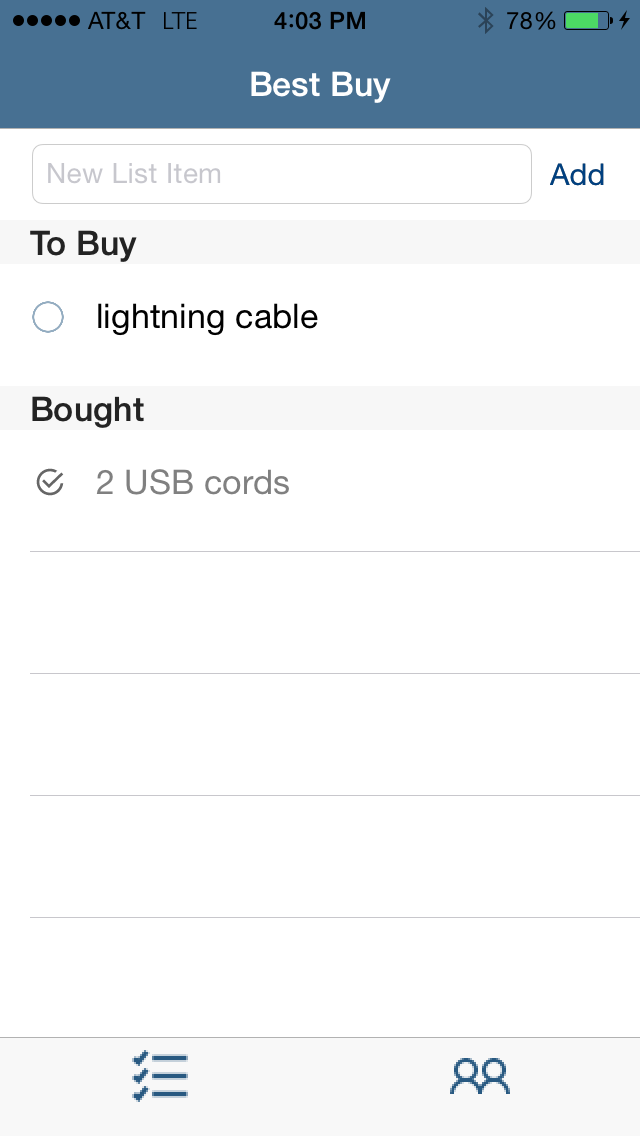 AT&T LTE 4:03 PM 78%
Best Buy
New List Item Add
To Buy
lightning cable
Bought
2 USB cords